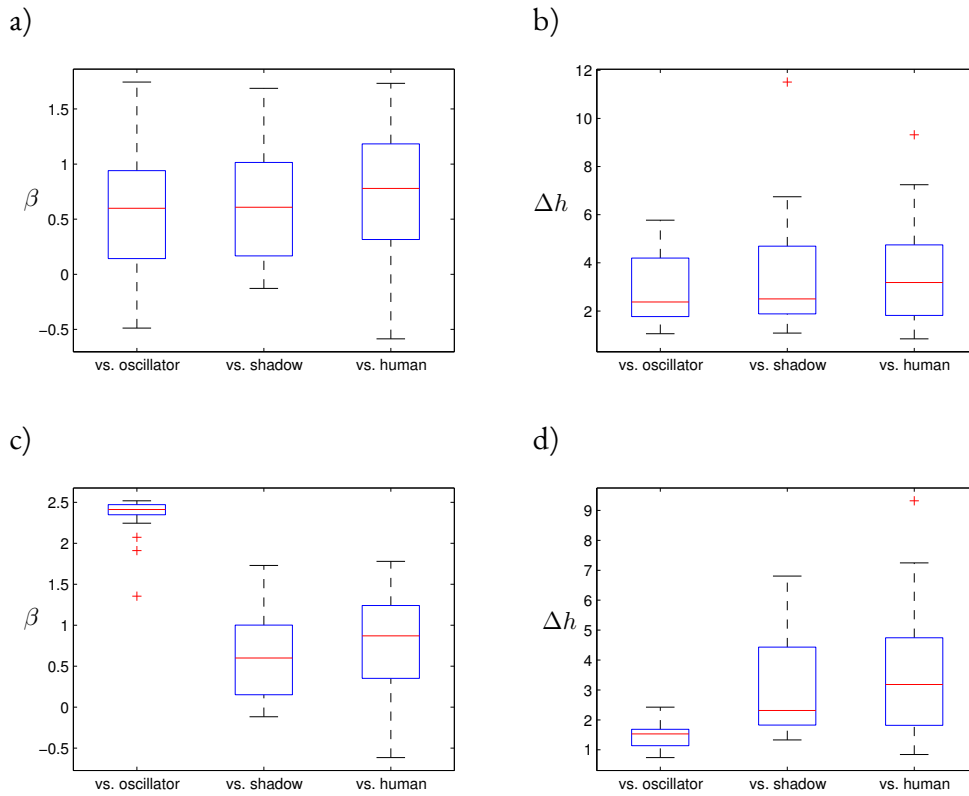 a)
β
1.5
1
0.5
0
−0.5
vs. oscillator vs. shadow vs. human
b)
Δh
12
10
8
6
4
2
vs. oscillator vs. shadow vs. human
c)
β
2.5
2
1.5
1
0.5
0
−0.5
vs. oscillator vs. shadow vs. human
d)
Δh
9
8
7
6
5
4
3
2
1
vs. oscillator vs. shadow vs. human